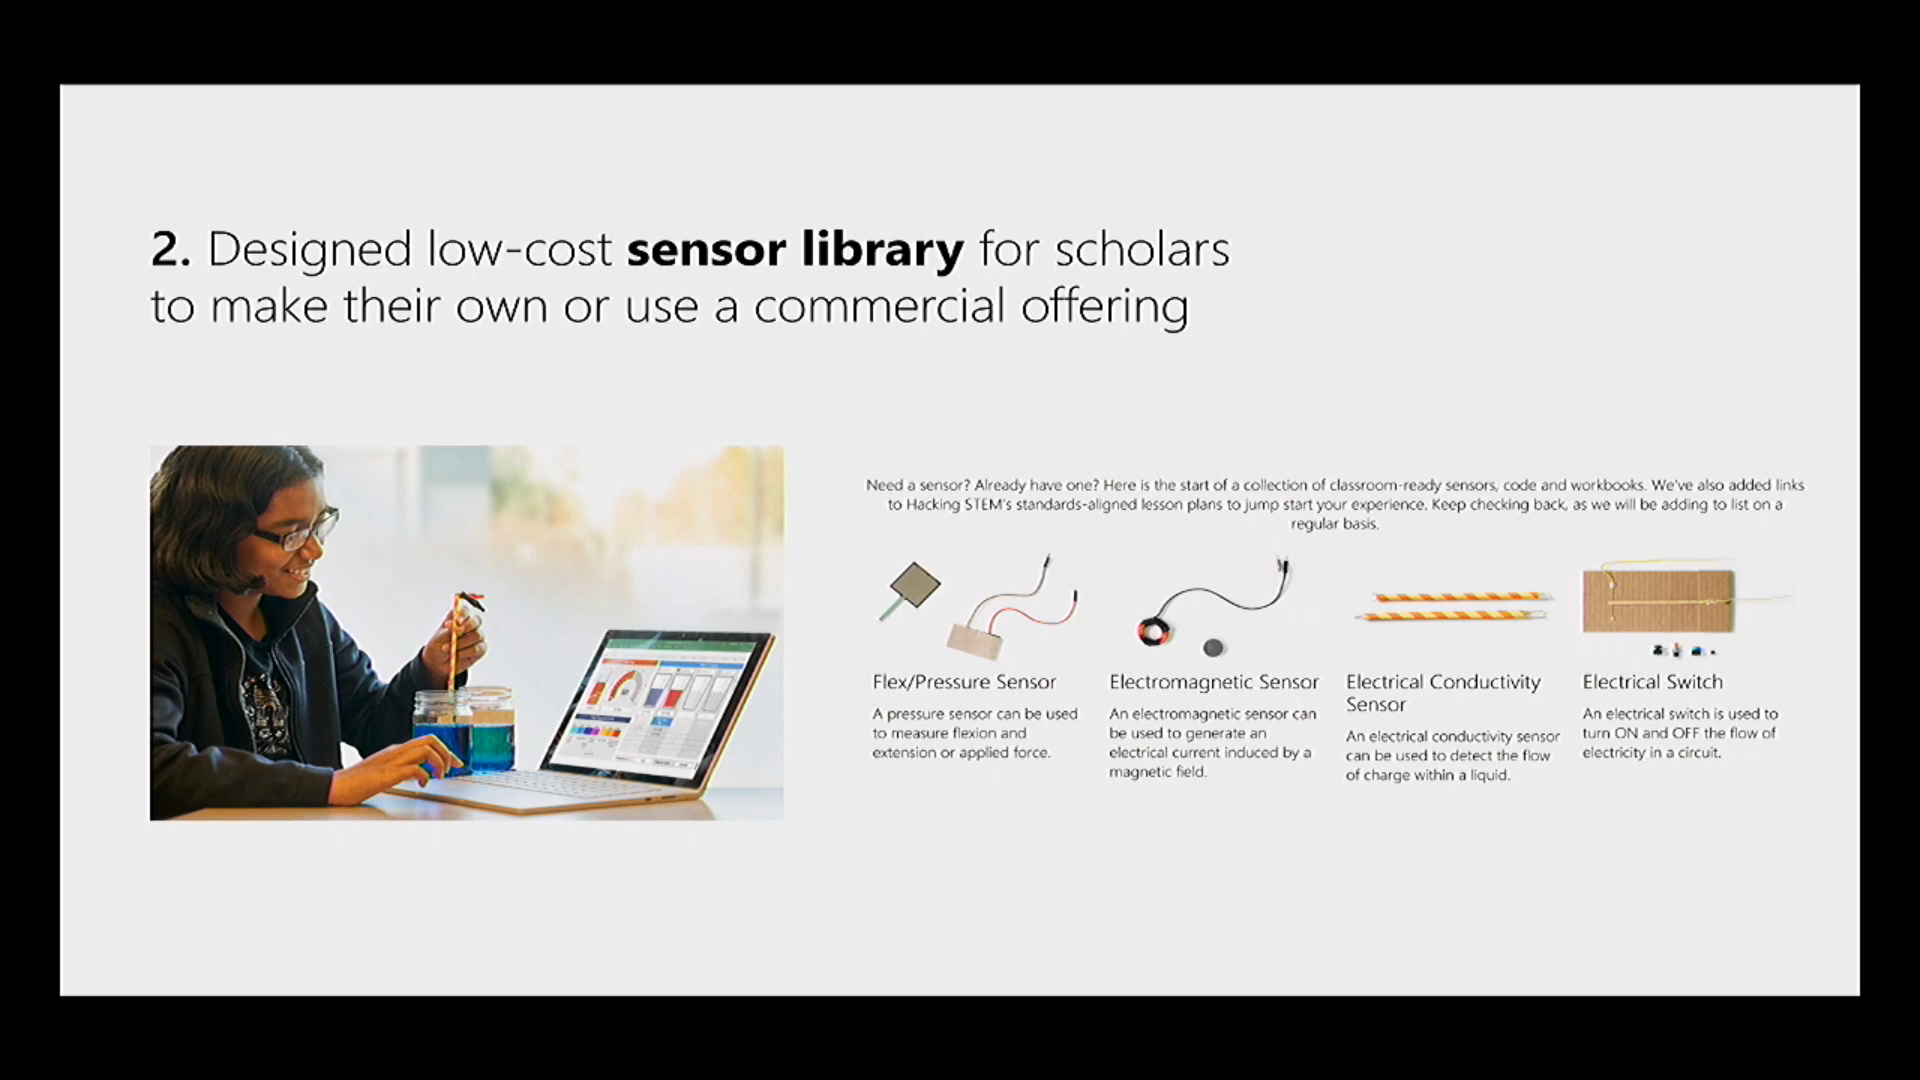 2. Designed low-cost sensor library for scholars
to make their own or use a commercial offering
Need a sensor? Already have one? Here is the start of a collection of classroom-ready sensors, code and workbooks. We've also added links
to Hacking STEM's standards-aligned lesson plans to jump start your experience. Keep checking back, as we will be adding to list on a
regular basis.
Flex/Pressure Sensor
A pressure sensor can be used
to measure flexion and
extension or applied force.
Electromagnetic Sensor
An electromagnetic sensor can
be used to generate an
electrical current induced by a
magnetic field.
Electrical Conductivity
Sensor
An electrical conductivity sensor
can be used to detect the flow
of charge within a liquid.
Electrical Switch
An electrical switch is used to
turn ON and OFF the flow of
electricity in a circuit.